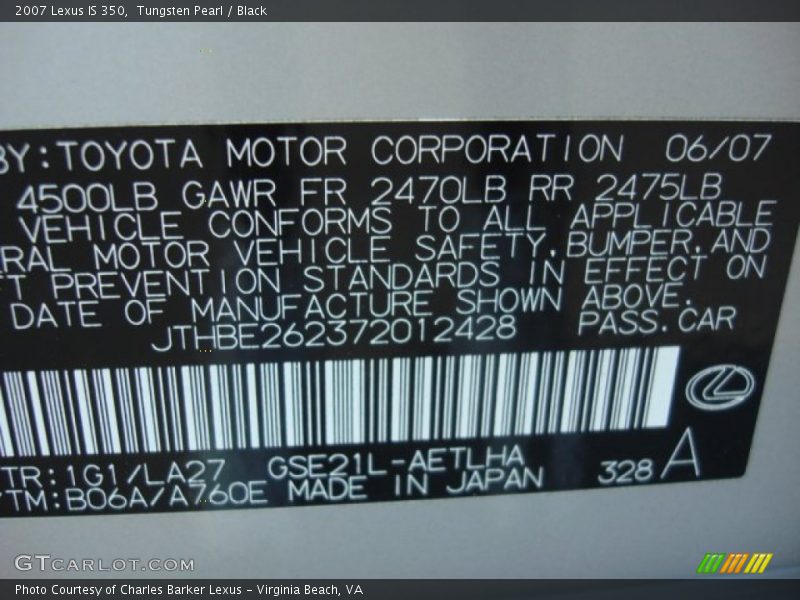 2007 Lexus IS 350, Tungsten Pearl / Black
BY:TOYOTA MOTOR CORPORATION 06/07
4500LB GAWR FR 2470LB RR 2475LB
VEHICLE CONFORMS TO ALL APPLICABLE
RAL MOTOR VEHICLE SAFETY, BUMPER, AND
FT PREVENTION STANDARDS IN EFFECT ON
DATE OF MANUFACTURE SHOWN ABOVE.
JTHBE262372012428 PASS.CAR
TR:1G1/LA27 GSE21L-AETLHA 328 A
TM:B06A/A760E MADE IN JAPAN
GTCARLOT.COM
Photo Courtesy of Charles Barker Lexus - Virginia Beach, VA